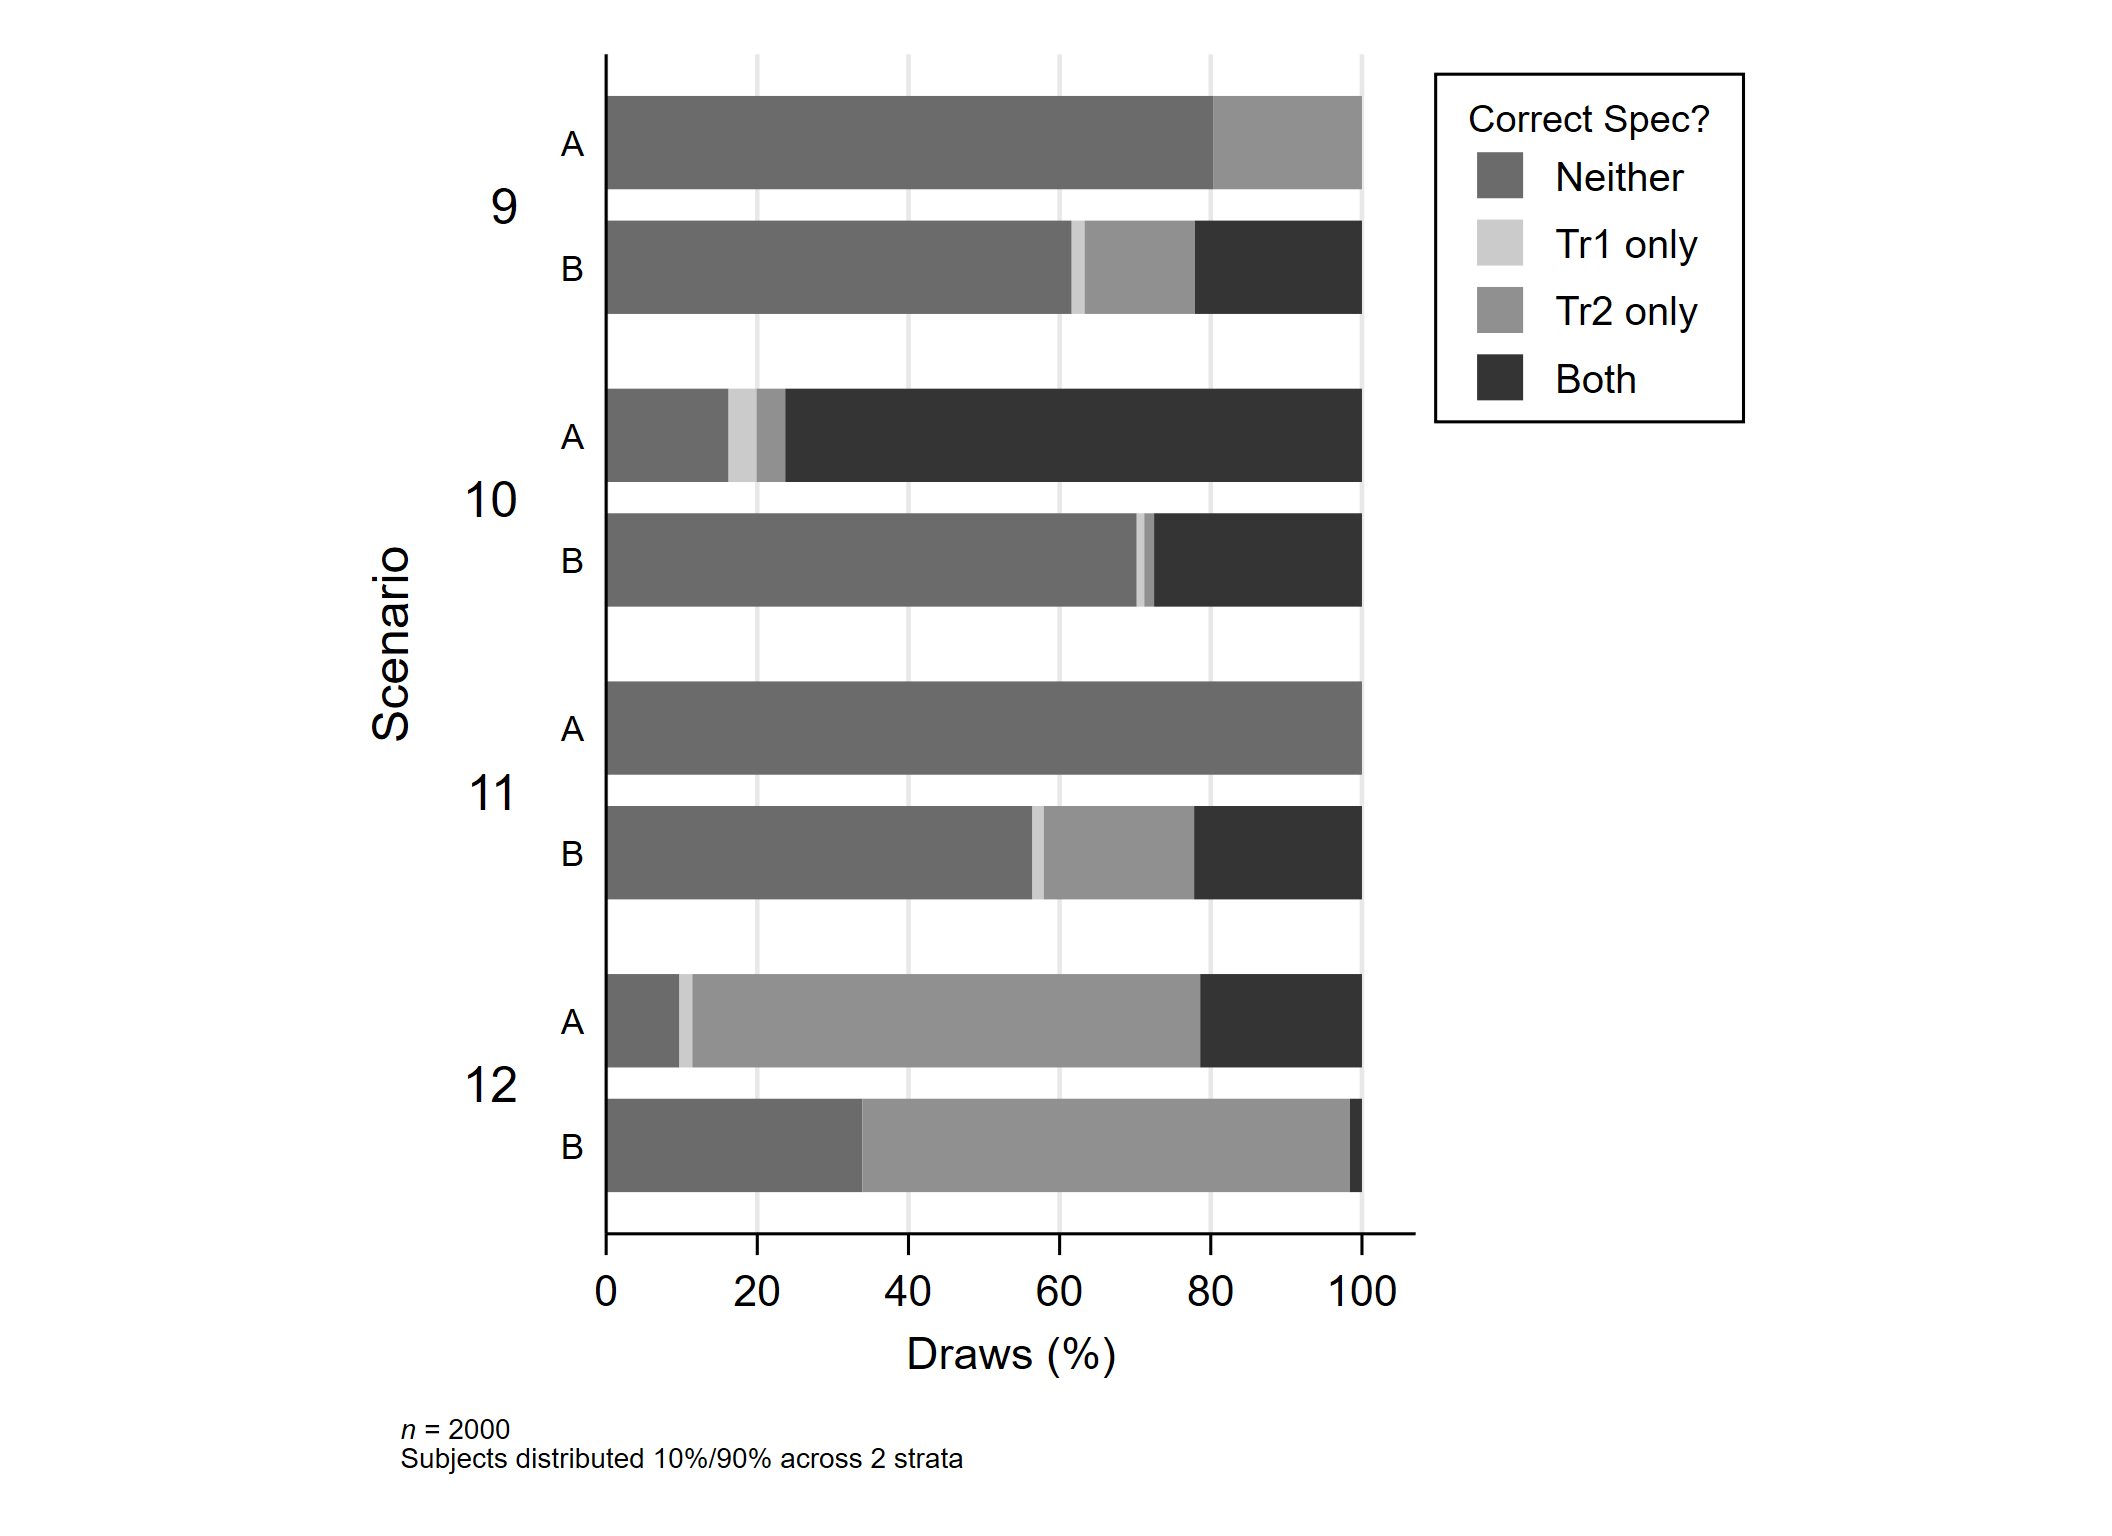 Correct Spec?
Neither
Tr1 only
Tr2 only
Both
Scenario
9
A
B
10
A
B
11
A
B
12
A
B
0 20 40 60 80 100
Draws (%)
n = 2000
Subjects distributed 10%/90% across 2 strata